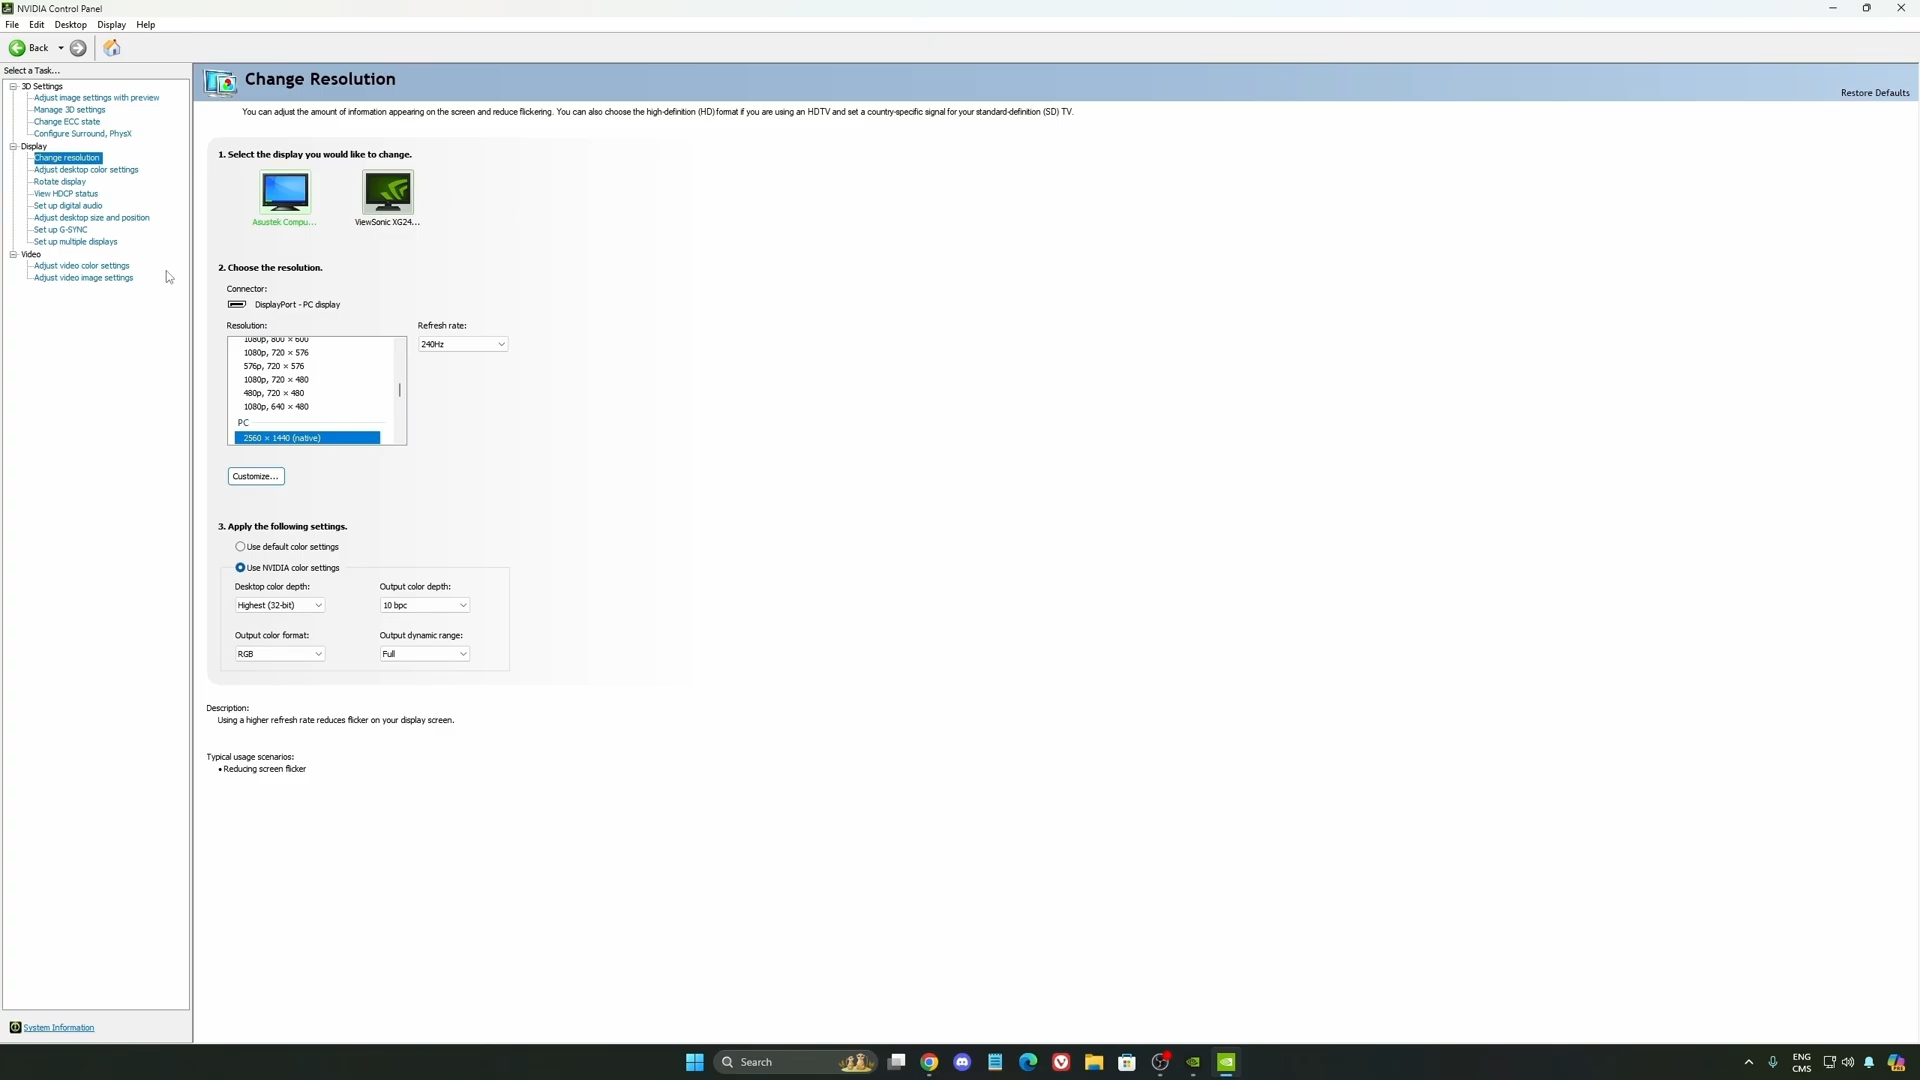 NVIDIA Control Panel
File Edit Desktop Display Help
Back
Select a Task...
3D Settings
Adjust image settings with preview
Manage 3D settings
Change ECC state
Configure Surround, PhysX
Display
Change resolution
Adjust desktop color settings
Rotate display
View HDCP status
Set up digital audio
Adjust desktop size and position
Set up G-SYNC
Set up multiple displays
Video
Adjust video color settings
Adjust video image settings
System Information
Change Resolution
Restore Defaults
You can adjust the amount of information appearing on the screen and reduce flickering. You can also choose the high-definition (HD) format if you are using an HDTV and set a country-specific signal for your standard-definition (SD) TV.
1. Select the display you would like to change.
Asustek Compu... ViewSonic XG24...
2. Choose the resolution.
Connector:
DisplayPort - PC display
Resolution: Refresh rate:
240Hz
1080p, 800 × 600
1080p, 720 × 576
576p, 720 × 576
1080p, 720 × 480
480p, 720 × 480
1080p, 640 × 480
PC
2560 × 1440 (native)
Customize...
3. Apply the following settings.
Use default color settings
Use NVIDIA color settings
Desktop color depth: Output color depth:
Highest (32-bit) 10 bpc
Output color format: Output dynamic range:
RGB Full
Description:
Using a higher refresh rate reduces flicker on your display screen.
Typical usage scenarios:
• Reducing screen flicker
Search
ENG
CMS